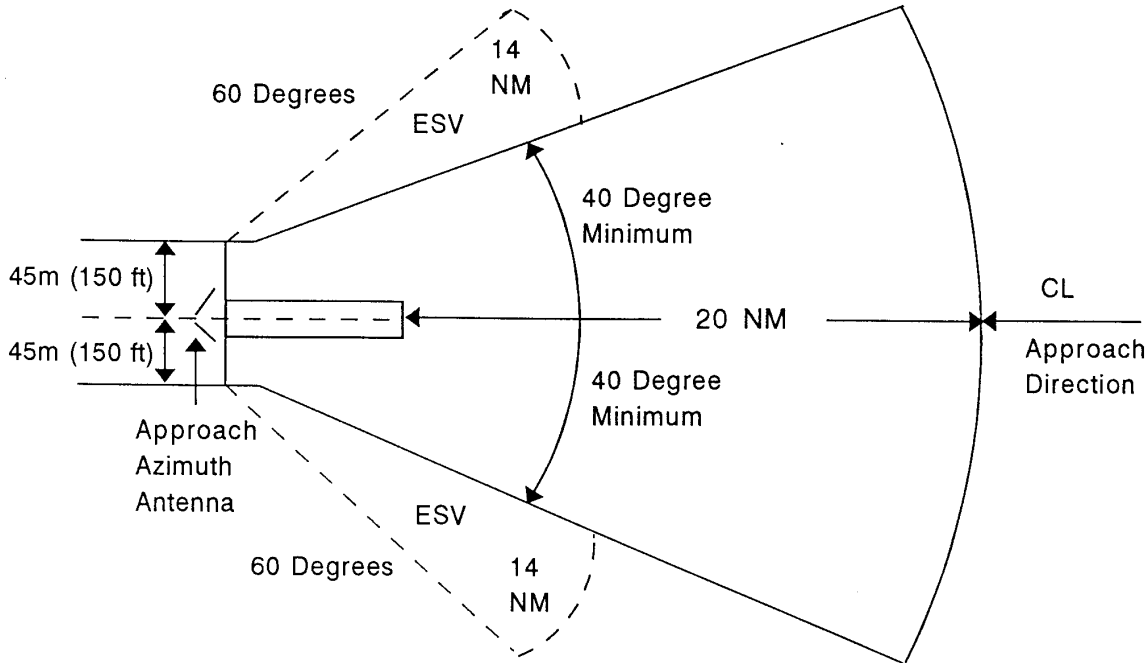 14
NM
60 Degrees
ESV
40 Degree
Minimum
45m (150 ft)
20 NM
CL
45m (150 ft)
Approach
Direction
40 Degree
Minimum
Approach
Azimuth
Antenna
ESV
60 Degrees
14
NM